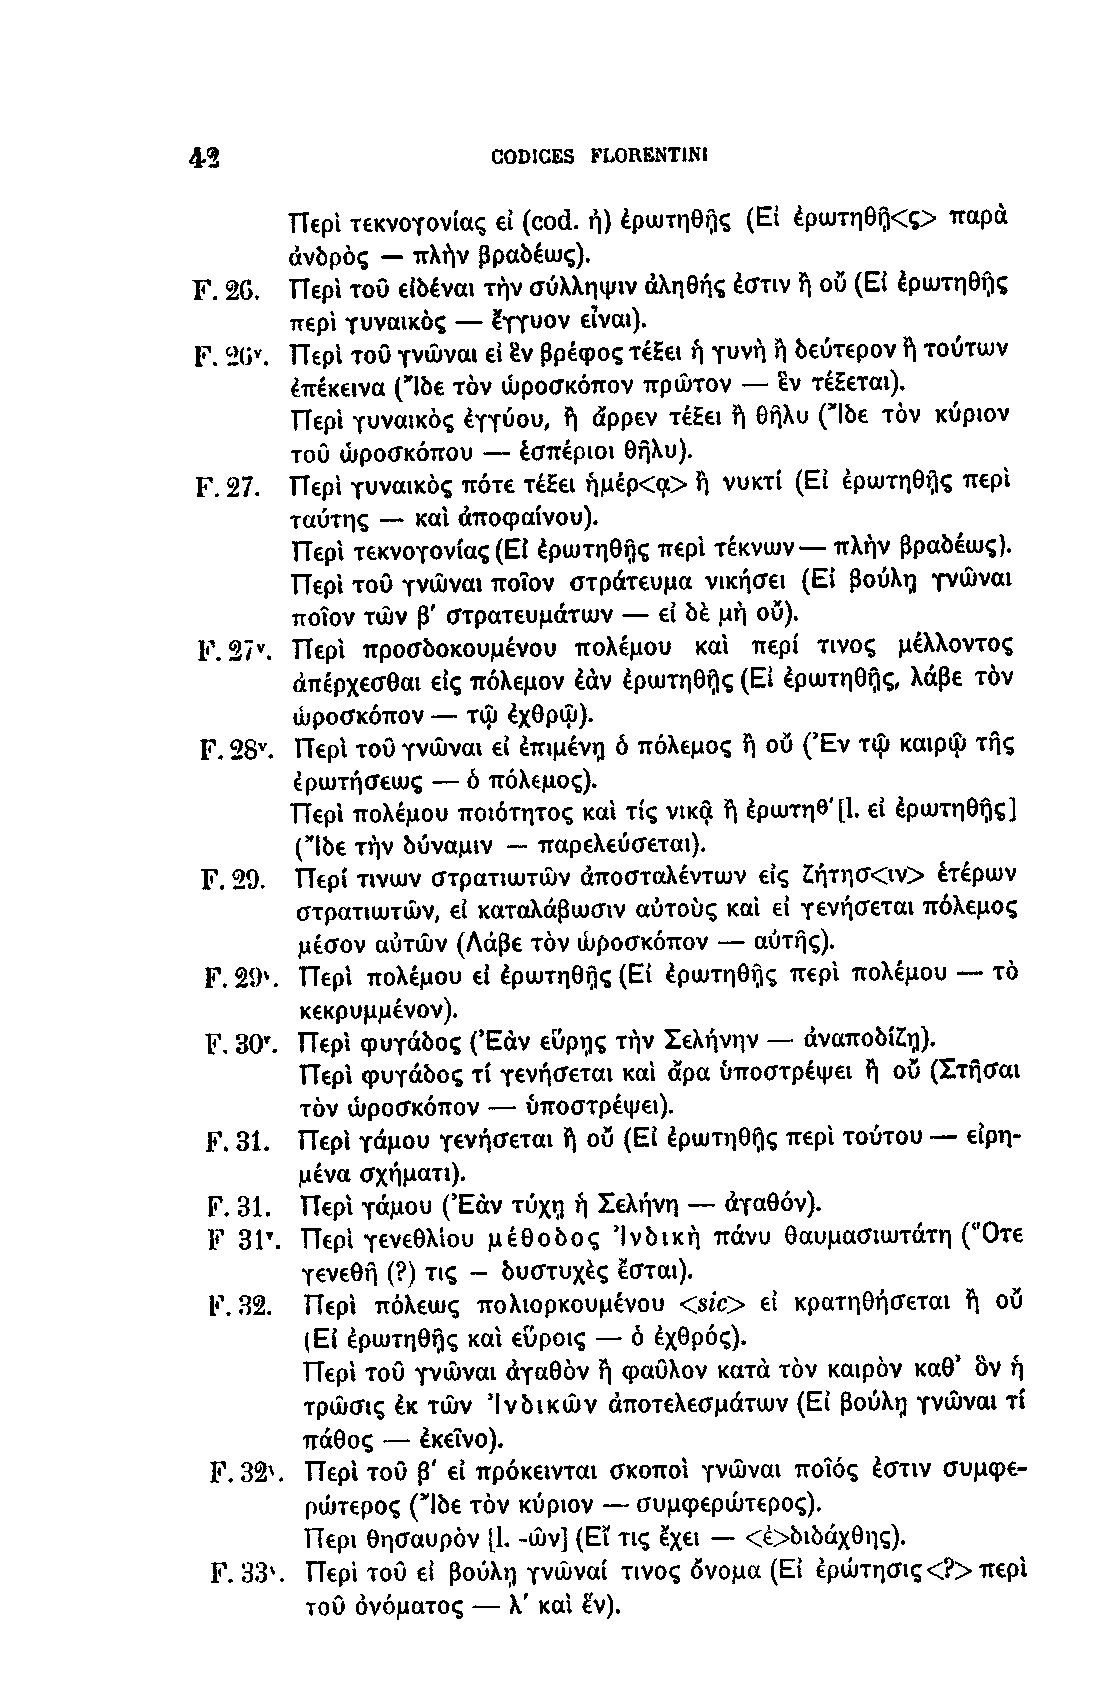 42 CODICES FLORENTINI
Περὶ τεκνογονίας εἰ (cod. ἡ) ἐρωτηθῇς (Εἰ ἐρωτηθῇ<ς> παρὰ
ἀνδρὸς — πλὴν βραδέως).
F. 26. Περὶ τοῦ εἰδέναι τὴν σύλληψιν ἀληθής ἐστιν ἢ οὔ (Εἰ ἐρωτηθῇς
περὶ γυναικὸς — ἔγγυον εἶναι).
F. 26ᵛ. Περὶ τοῦ γνῶναι εἰ ἓν βρέφος τέξει ἡ γυνὴ ἢ δεύτερον ἢ τούτων
ἐπέκεινα (Ἴδε τὸν ὡροσκόπον πρῶτον — ἓν τέξεται).
Περὶ γυναικὸς ἐγγύου, ἢ ἄρρεν τέξει ἢ θῆλυ (Ἴδε τὸν κύριον
τοῦ ὡροσκόπου — ἑσπέριοι θῆλυ).
F. 27. Περὶ γυναικὸς πότε τέξει ἡμέρ<ᾳ> ἢ νυκτί (Εἰ ἐρωτηθῇς περὶ
ταύτης — καὶ ἀποφαίνου).
Περὶ τεκνογονίας (Εἰ ἐρωτηθῇς περὶ τέκνων — πλὴν βραδέως).
Περὶ τοῦ γνῶναι ποῖον στράτευμα νικήσει (Εἰ βούλῃ γνῶναι
ποῖον τῶν β′ στρατευμάτων — εἰ δὲ μὴ οὔ).
F. 27ᵛ. Περὶ προσδοκουμένου πολέμου καὶ περί τινος μέλλοντος
ἀπέρχεσθαι εἰς πόλεμον ἐὰν ἐρωτηθῇς (Εἰ ἐρωτηθῇς, λάβε τὸν
ὡροσκόπον — τῷ ἐχθρῷ).
F. 28ᵛ. Περὶ τοῦ γνῶναι εἰ ἐπιμένῃ ὁ πόλεμος ἢ οὔ (Ἐν τῷ καιρῷ τῆς
ἐρωτήσεως — ὁ πόλεμος).
Περὶ πολέμου ποιότητος καὶ τίς νικᾷ ἢ ἐρωτηθ′ [l. εἰ ἐρωτηθῇς]
(Ἴδε τὴν δύναμιν — παρελεύσεται).
F. 29. Περί τινων στρατιωτῶν ἀποσταλέντων εἰς ζήτησ<ιν> ἑτέρων
στρατιωτῶν, εἰ καταλάβωσιν αὐτοὺς καὶ εἰ γενήσεται πόλεμος
μέσον αὐτῶν (Λάβε τὸν ὡροσκόπον — αὐτῆς).
F. 29ᵛ. Περὶ πολέμου εἰ ἐρωτηθῇς (Εἰ ἐρωτηθῇς περὶ πολέμου — τὸ
κεκρυμμένον).
F. 30ᵛ. Περὶ φυγάδος (Ἐὰν εὕρῃς τὴν Σελήνην — ἀναποδίζῃ).
Περὶ φυγάδος τί γενήσεται καὶ ἄρα ὑποστρέψει ἢ οὔ (Στῆσαι
τὸν ὡροσκόπον — ὑποστρέψει).
F. 31. Περὶ γάμου γενήσεται ἢ οὔ (Εἰ ἐρωτηθῇς περὶ τούτου — εἰρη-
μένα σχήματι).
F. 31. Περὶ γάμου (Ἐὰν τύχῃ ἡ Σελήνη — ἀγαθόν).
F 31ᵛ. Περὶ γενεθλίου μέθοδος Ἰνδικὴ πάνυ θαυμασιωτάτη (Ὅτε
γενεθῇ (?) τις — δυστυχὲς ἔσται).
F. 32. Περὶ πόλεως πολιορκουμένου <sic> εἰ κρατηθήσεται ἢ οὔ
(Εἰ ἐρωτηθῇς καὶ εὕροις — ὁ ἐχθρός).
Περὶ τοῦ γνῶναι ἀγαθὸν ἢ φαῦλον κατὰ τὸν καιρὸν καθ’ ὃν ἡ
τρῶσις ἐκ τῶν Ἰνδικῶν ἀποτελεσμάτων (Εἰ βούλῃ γνῶναι τί
πάθος — ἐκεῖνο).
F. 32ᵛ. Περὶ τοῦ β′ εἰ πρόκεινται σκοποὶ γνῶναι ποῖός ἐστιν συμφε-
ρώτερος (Ἴδε τὸν κύριον — συμφερώτερος).
Περι θησαυρὸν [l. -ῶν] (Εἴ τις ἔχει — <ἐ>διδάχθης).
F. 33ᵛ. Περὶ τοῦ εἰ βούλῃ γνῶναί τινος ὄνομα (Εἰ ἐρώτησις <?> περὶ
τοῦ ὀνόματος — λ′ καὶ ἕν).